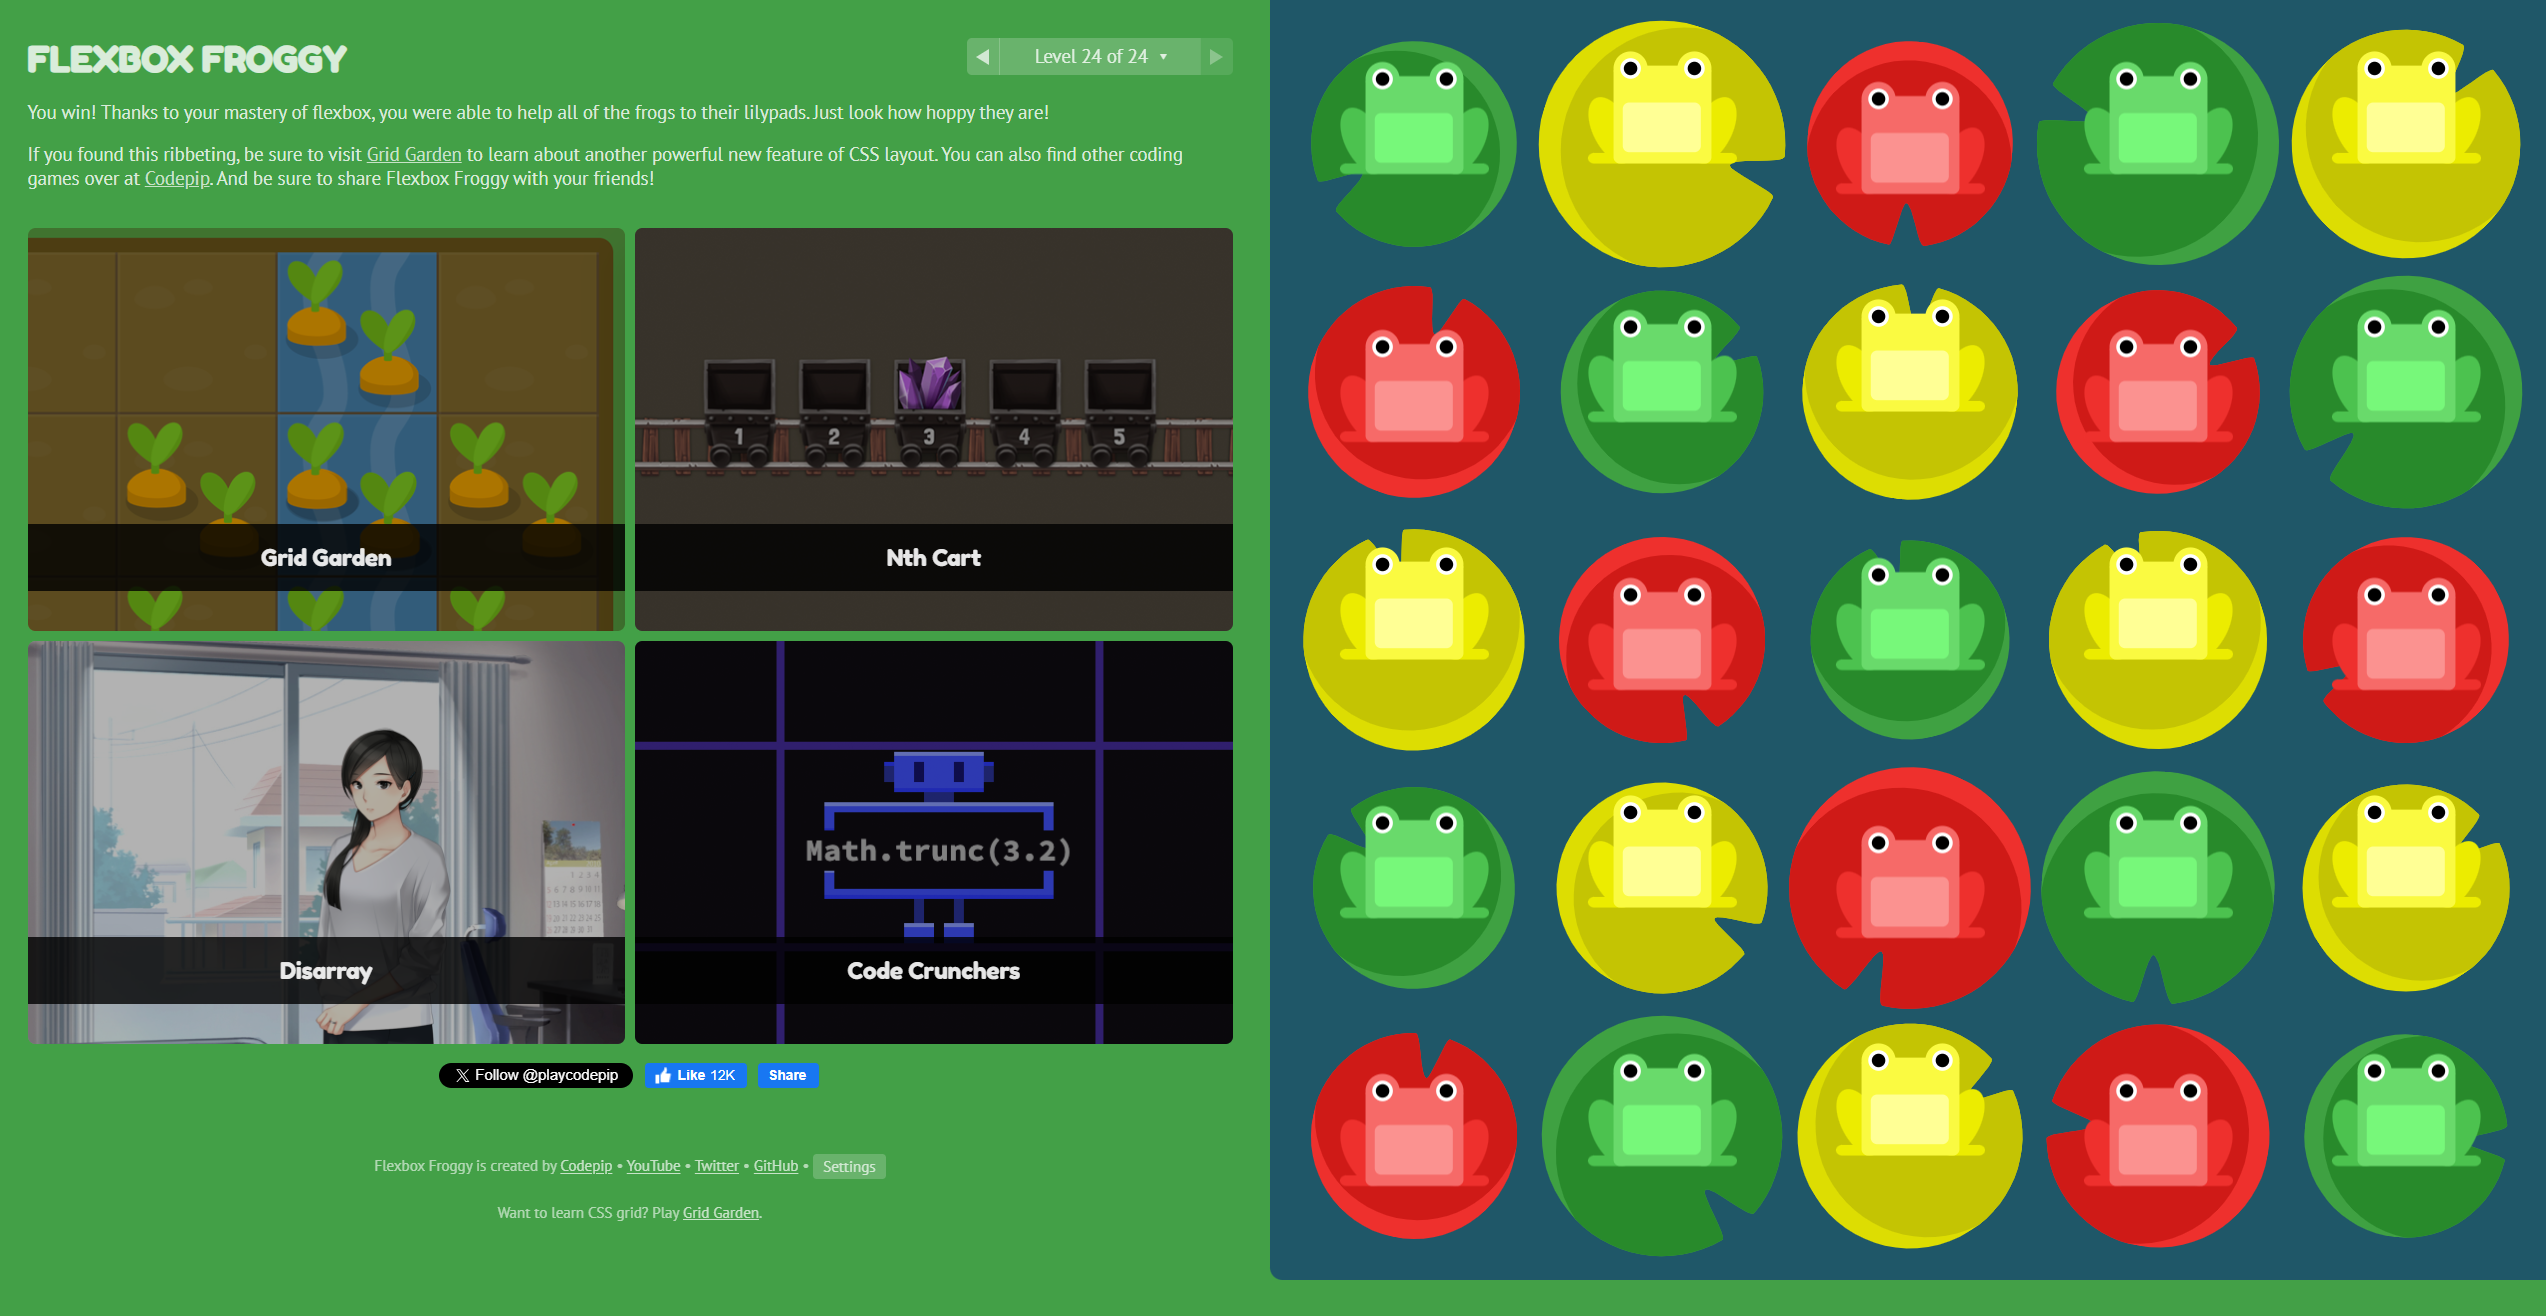 FLEXBOX FROGGY
Level 24 of 24
You win! Thanks to your mastery of flexbox, you were able to help all of the frogs to their lilypads. Just look how hoppy they are!
If you found this ribbeting, be sure to visit Grid Garden to learn about another powerful new feature of CSS layout. You can also find other coding
games over at Codepip. And be sure to share Flexbox Froggy with your friends!
Grid Garden
1 2 3 4 5
Nth Cart
Disarray
Math.trunc(3.2)
Code Crunchers
Follow @playcodepip
Like 12K
Share
Flexbox Froggy is created by Codepip • YouTube • Twitter • GitHub • Settings
Want to learn CSS grid? Play Grid Garden.